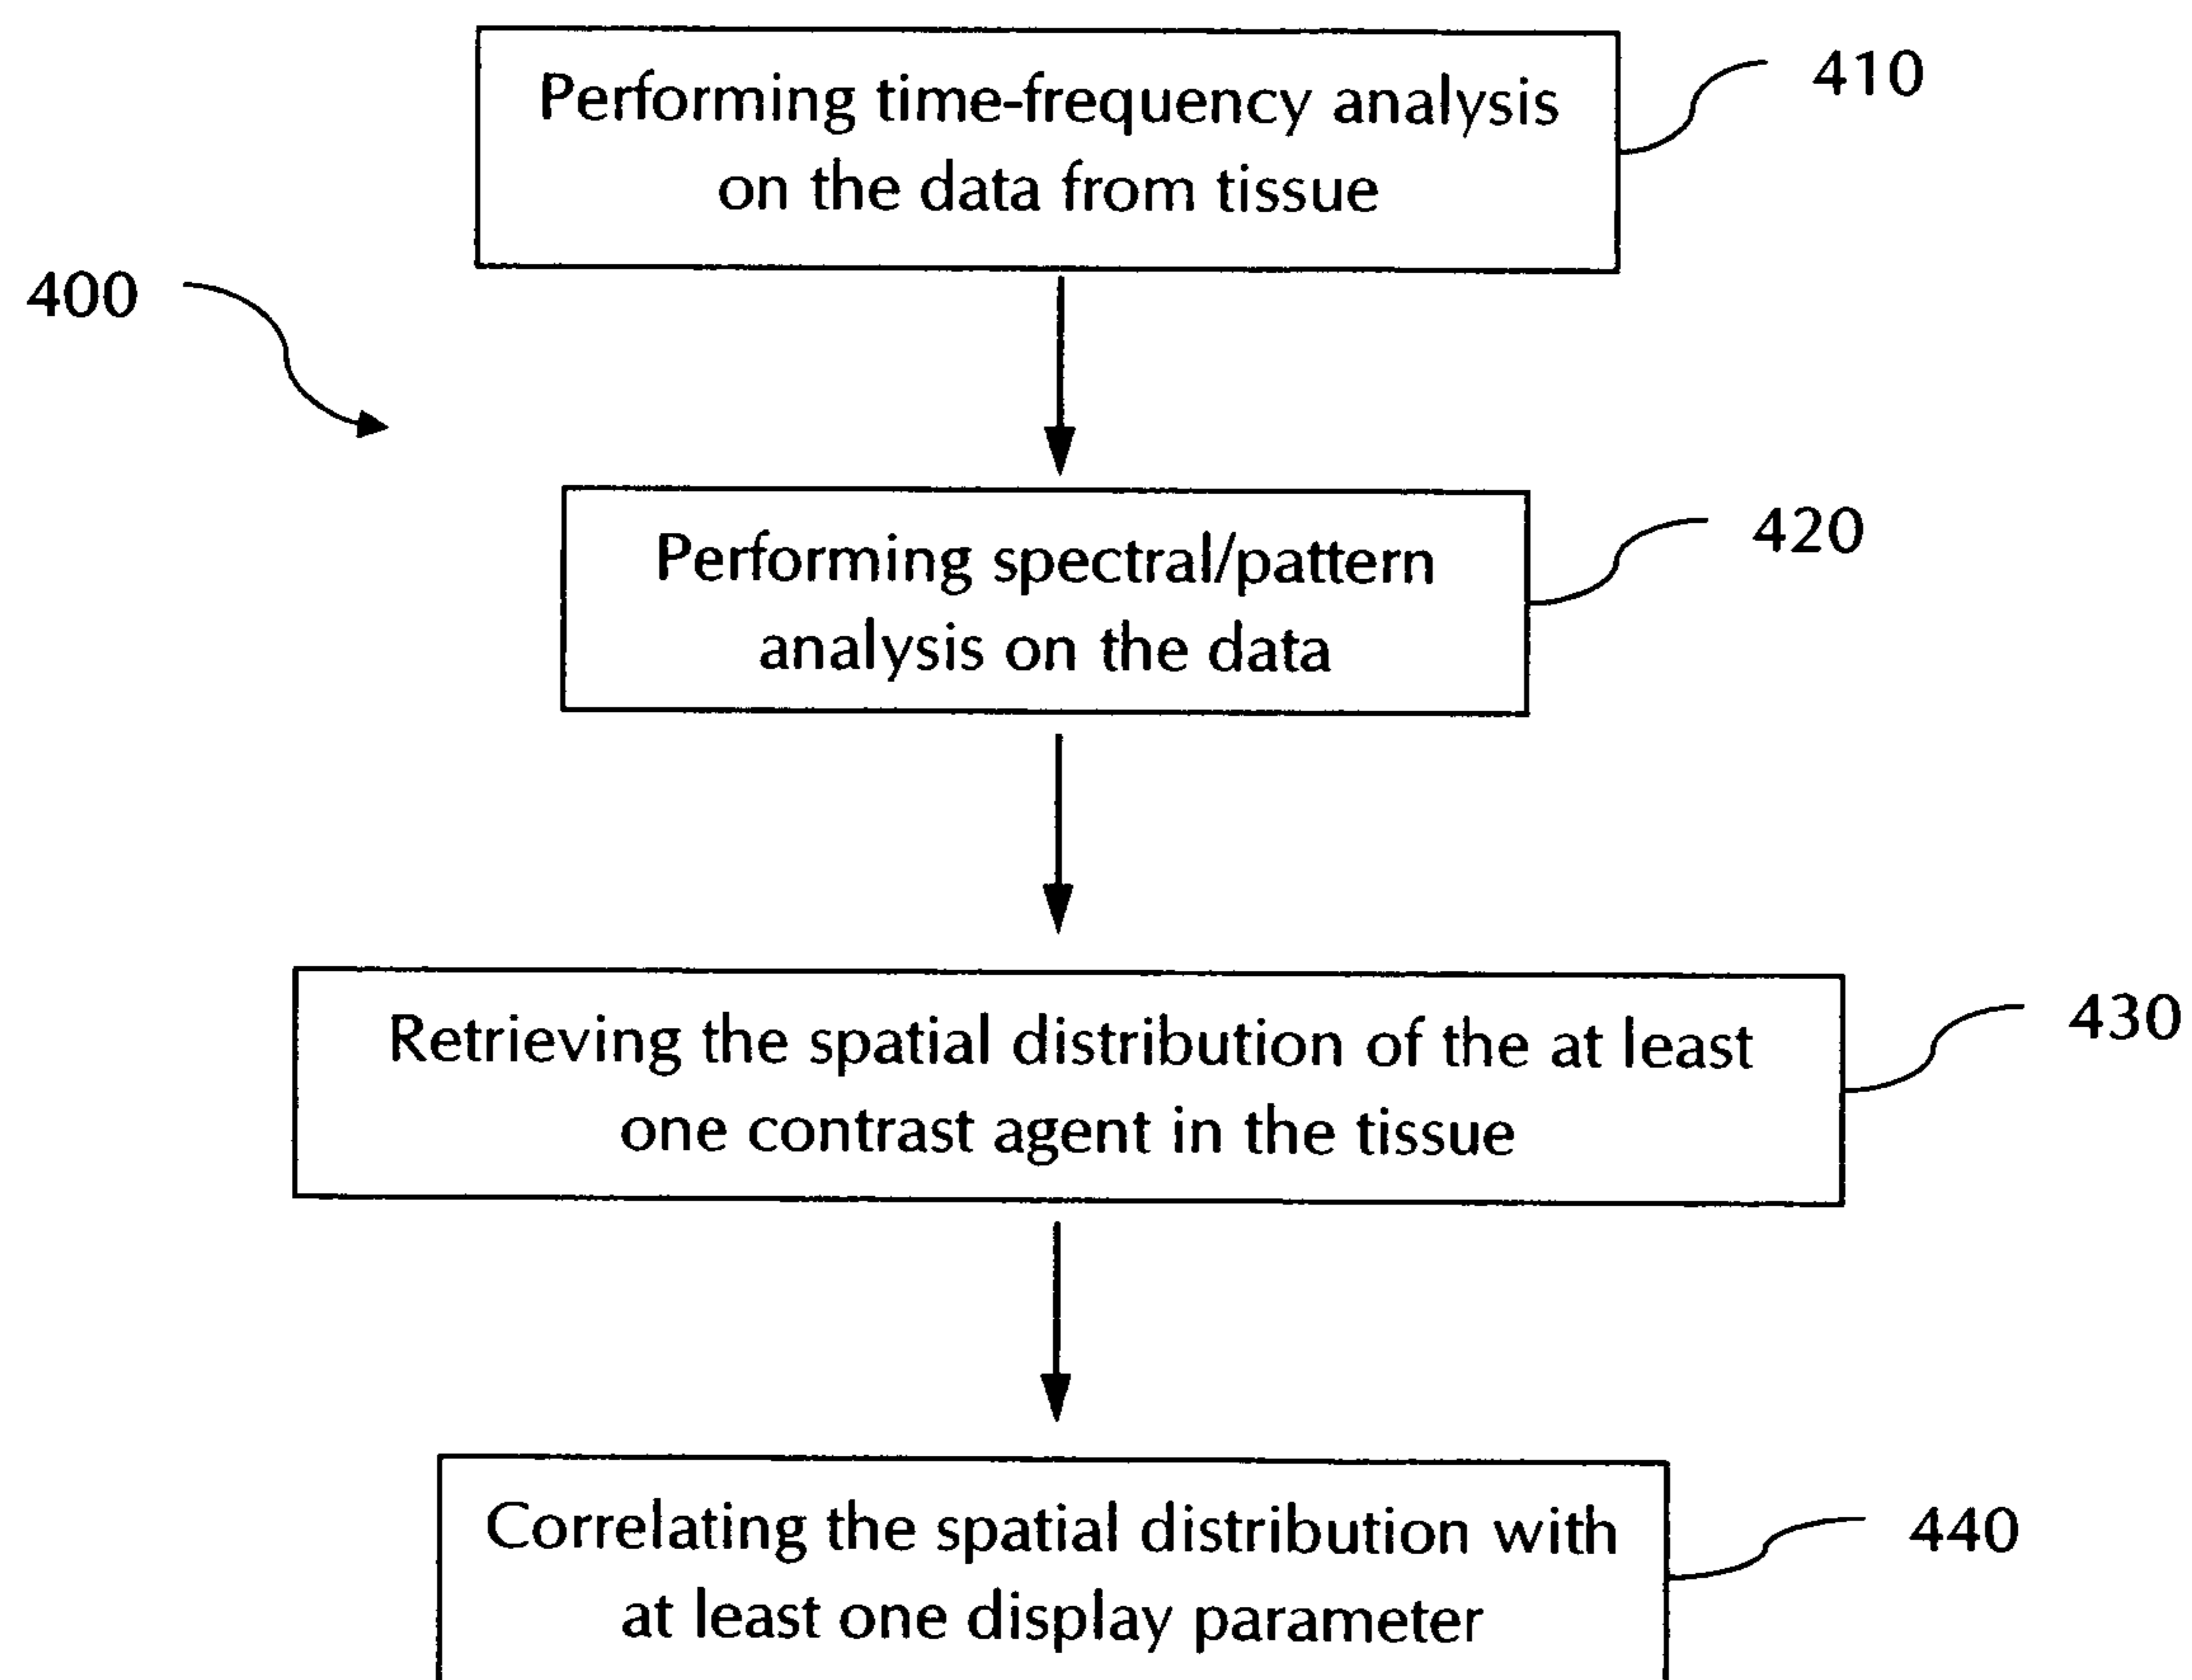 Performing time-frequency analysis
on the data from tissue
410
400
Performing spectral/pattern
analysis on the data
420
Retrieving the spatial distribution of the at least
one contrast agent in the tissue
430
Correlating the spatial distribution with
at least one display parameter
440